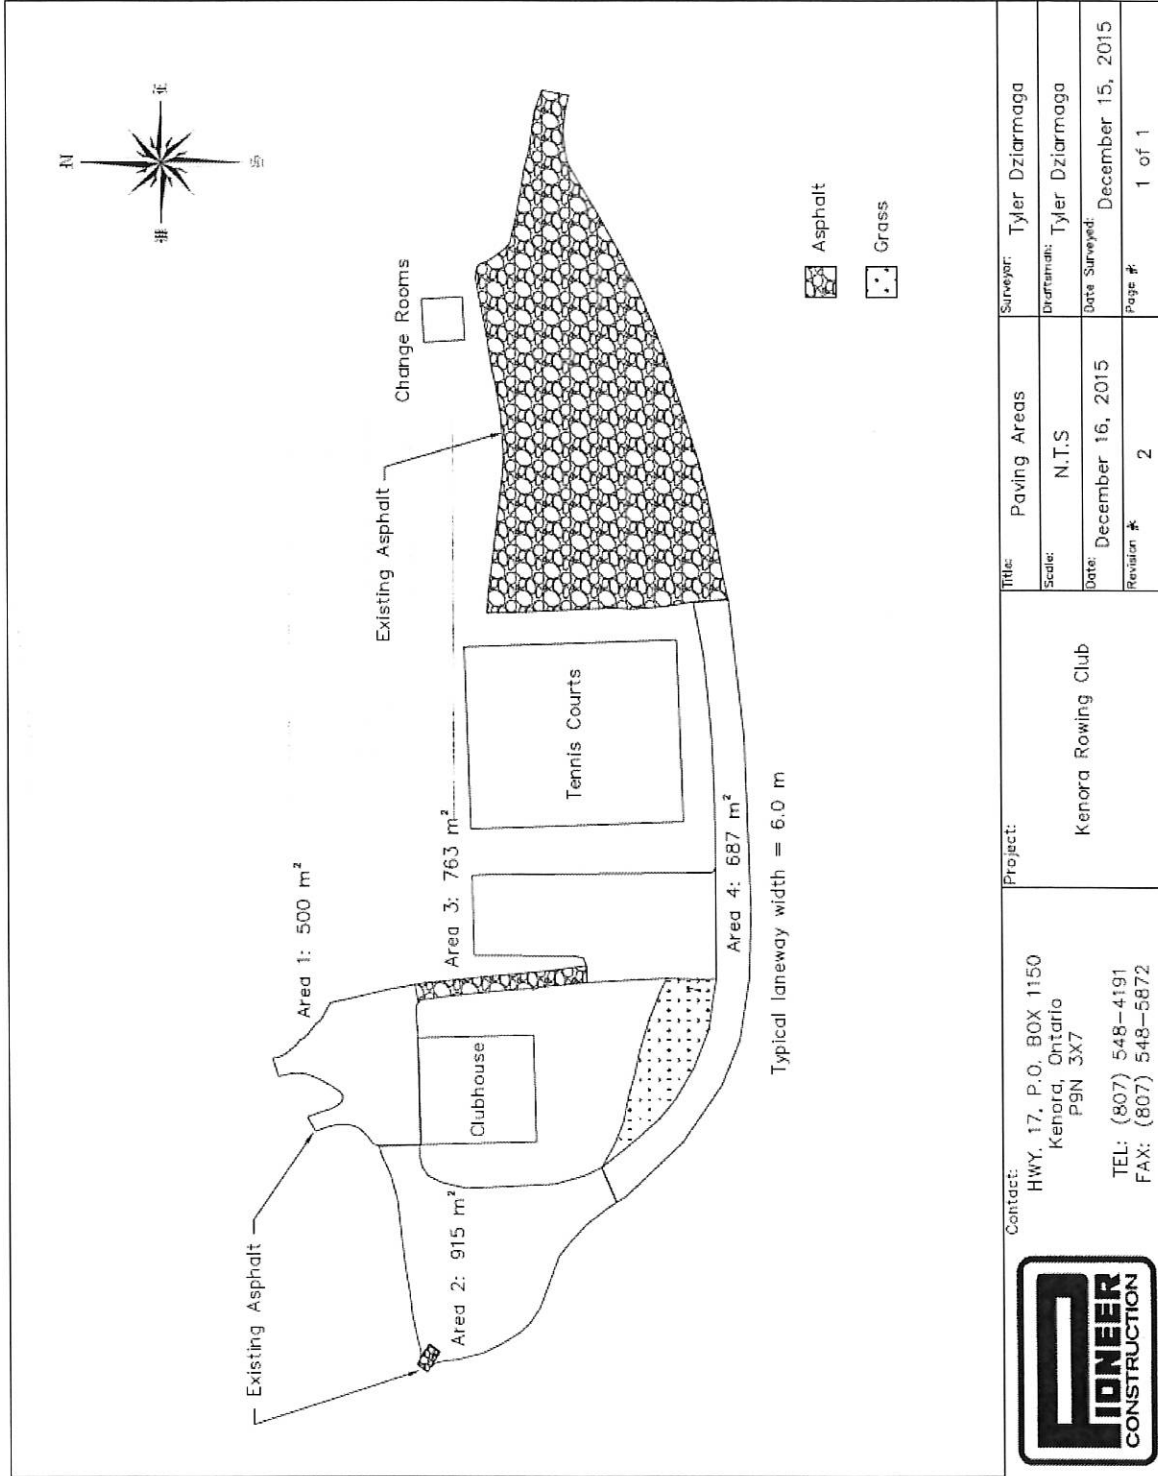 N
W
E
S
Existing Asphalt
Area 1: 500 m²
Change Rooms
Existing Asphalt
Area 2: 915 m²
Clubhouse
Area 3: 763 m²
Tennis Courts
Area 4: 687 m²
Typical laneway width = 6.0 m
Asphalt
Grass
PIONEER
CONSTRUCTION
Contact:
HWY. 17, P.O. BOX 1150
Kenora, Ontario
P9N 3X7
TEL: (807) 548-4191
FAX: (807) 548-5872
Project:
Kenora Rowing Club
Title: Paving Areas
Scale: N.T.S
Date: December 16, 2015
Revision #: 2
Surveyor: Tyler Dziarmaga
Draftsman: Tyler Dziarmaga
Date Surveyed: December 15, 2015
Page #: 1 of 1